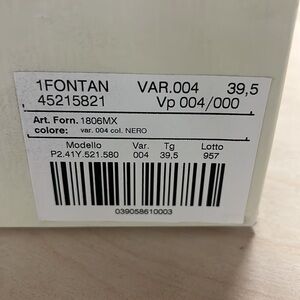 1FONTAN VAR.004 39,5
45215821 Vp 004/000
Art. Forn. 1806MX
colore: var. 004 col. NERO
Modello Var. Tg Lotto
P2.41Y.521.580 004 39,5 957
039058610003